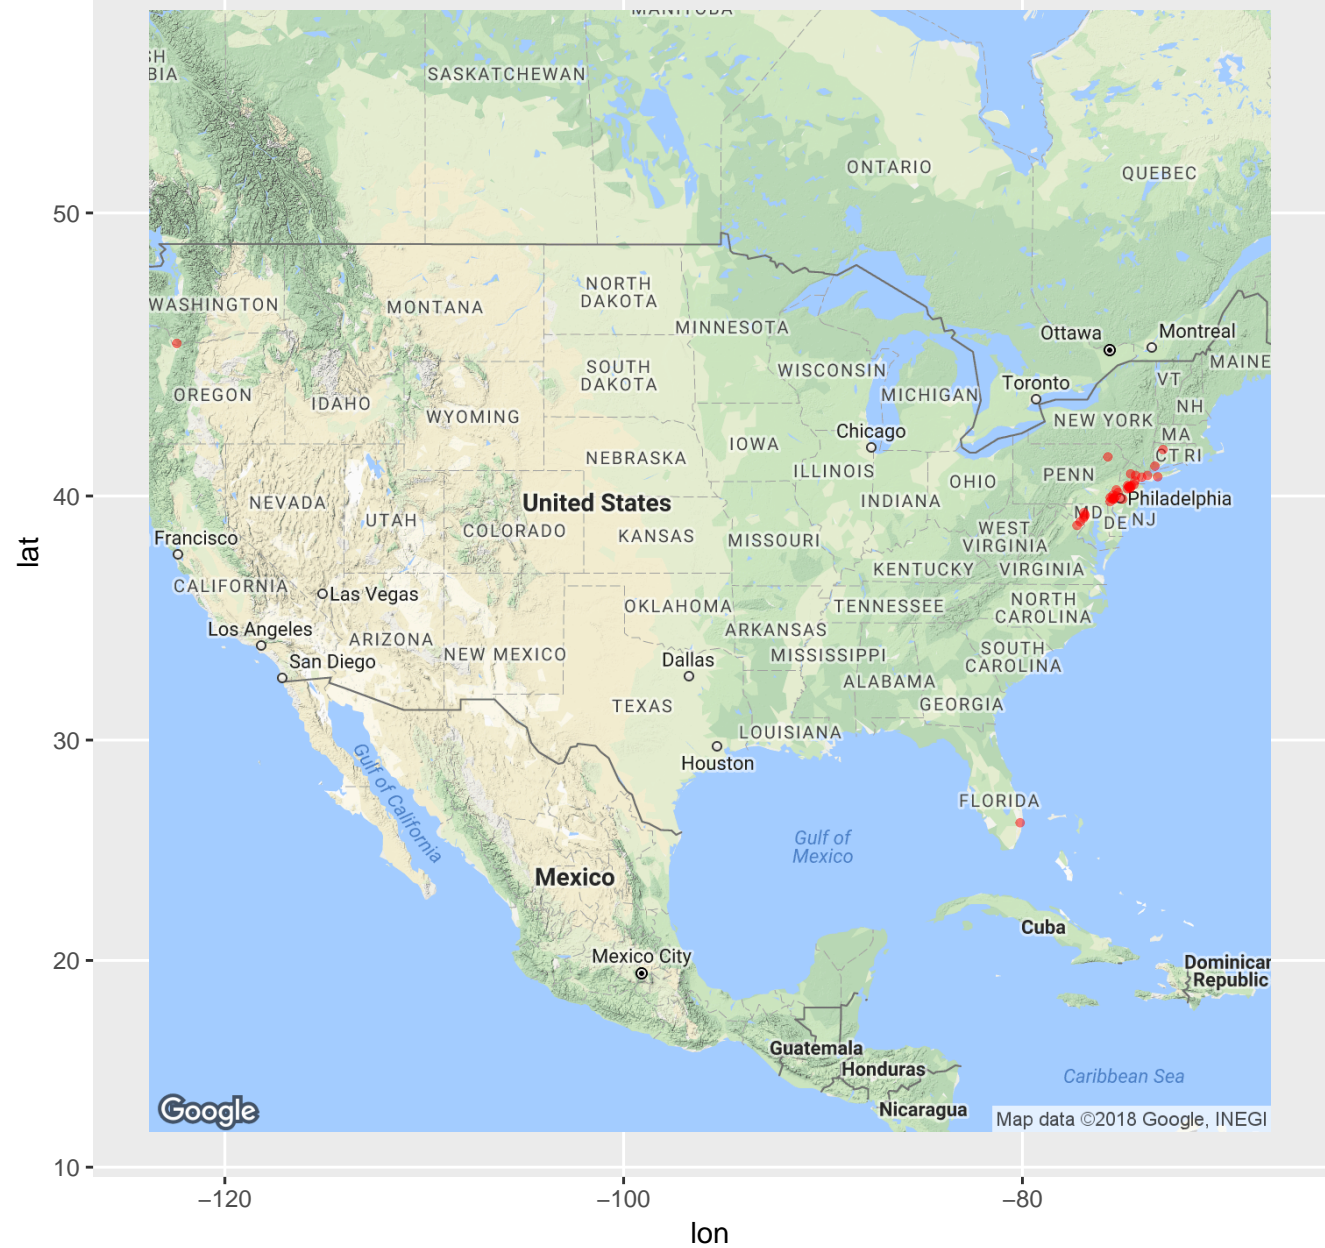 MANITOBA
SH
BIA
SASKATCHEWAN
ONTARIO
QUEBEC
50
WASHINGTON
MONTANA
NORTH
DAKOTA
MINNESOTA
Ottawa
Montreal
MAINE
OREGON
IDAHO
WYOMING
SOUTH
DAKOTA
WISCONSIN
MICHIGAN
Toronto
VT
NH
NEW YORK
MA
CT RI
Chicago
IOWA
NEBRASKA
ILLINOIS
OHIO
PENN
40
NEVADA
UTAH
United States
COLORADO
KANSAS
MISSOURI
INDIANA
WEST
VIRGINIA
MD
DE
NJ
Philadelphia
Francisco
CALIFORNIA
Las Vegas
KENTUCKY
VIRGINIA
lat
Los Angeles
ARIZONA
NEW MEXICO
OKLAHOMA
ARKANSAS
TENNESSEE
NORTH
CAROLINA
San Diego
Dallas
MISSISSIPPI
ALABAMA
SOUTH
CAROLINA
TEXAS
LOUISIANA
GEORGIA
30
Houston
Gulf of California
FLORIDA
Gulf of
Mexico
Mexico
Cuba
20
Mexico City
Dominican
Republic
Guatemala
Honduras
Caribbean Sea
Nicaragua
Google
Map data ©2018 Google, INEGI
10
−120
−100
−80
lon